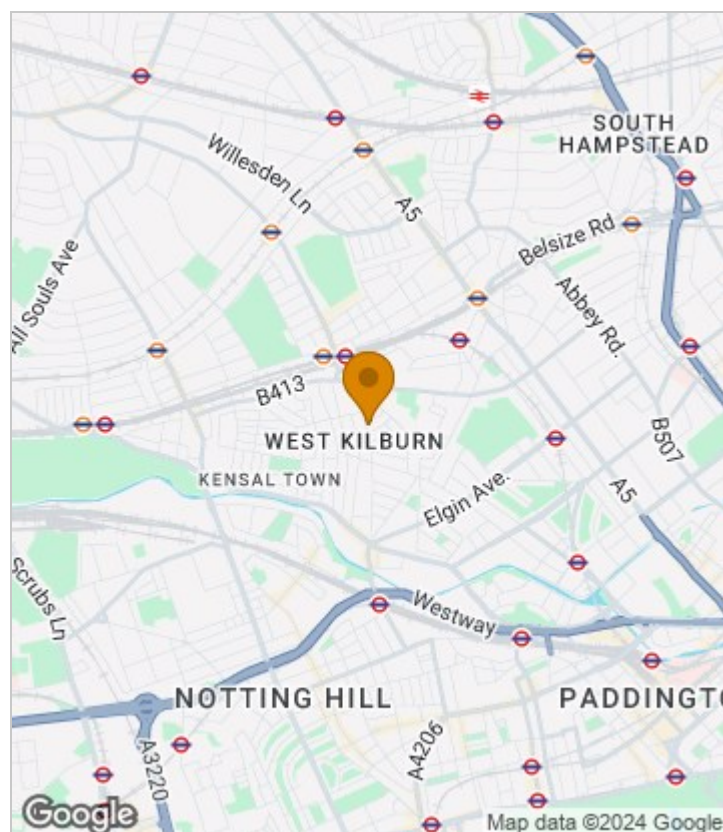 SOUTH
HAMPSTEAD
Willesden Ln
A5
Belsize Rd
All Souls Ave
Abbey Rd.
B413
WEST KILBURN
B507
KENSAL TOWN
Elgin Ave.
A5
Scrubs Ln
Westway
NOTTING HILL
PADDINGTO
A4206
A3220
Google
Map data ©2024 Google